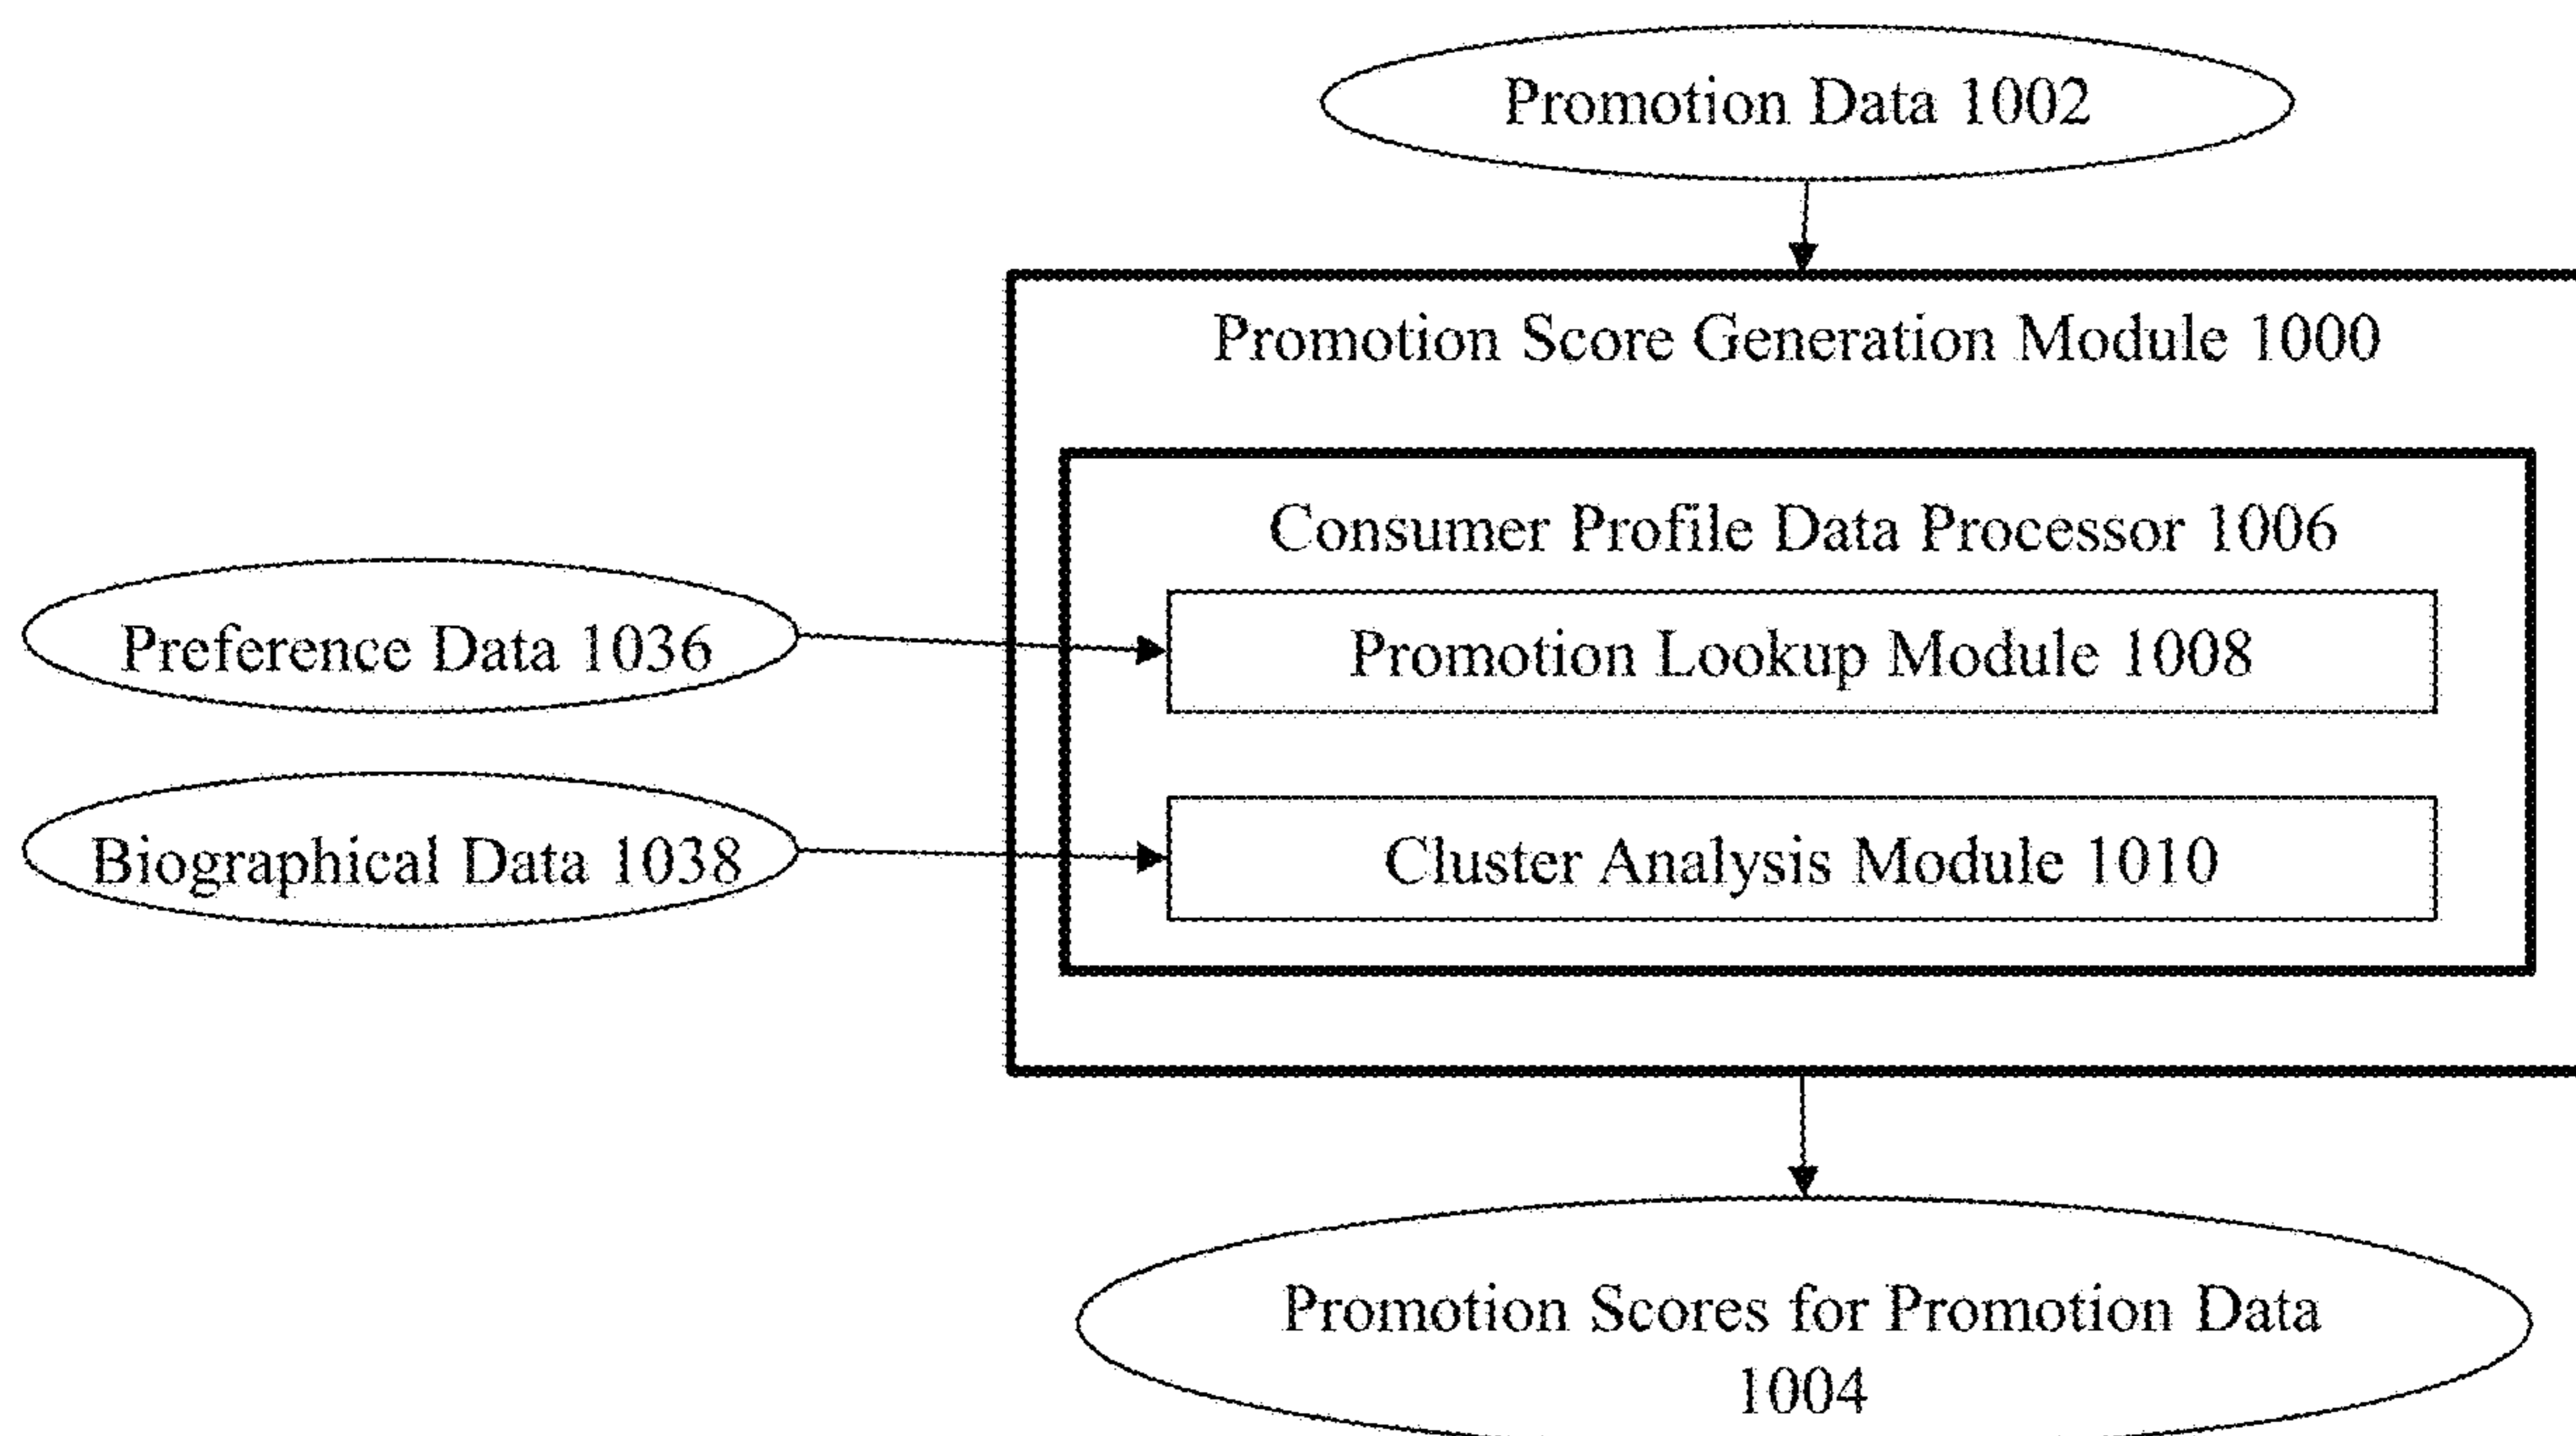 Promotion Data 1002
Promotion Score Generation Module 1000
Consumer Profile Data Processor 1006
Preference Data 1036
Promotion Lookup Module 1008
Biographical Data 1038
Cluster Analysis Module 1010
Promotion Scores for Promotion Data
1004